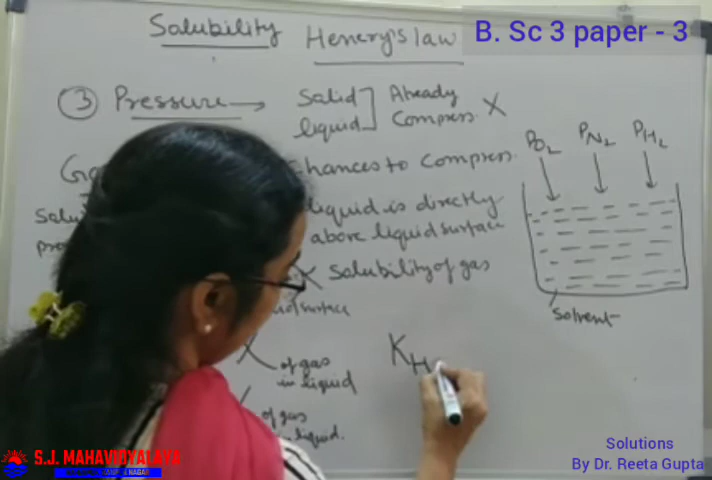 Solubility Henery's law
B. Sc 3 paper - 3
③ Pressure → Salid Already
liquid Compress X
PO2 PN2 PH2
Chances to Compress.
liquid is directly
above liquid surface
X solubility of gas
surface
KH
X of gas
in liquid
of gas
liquid.
Solvent
S.J. MAHAVIDYALAYA
Solutions
By Dr. Reeta Gupta